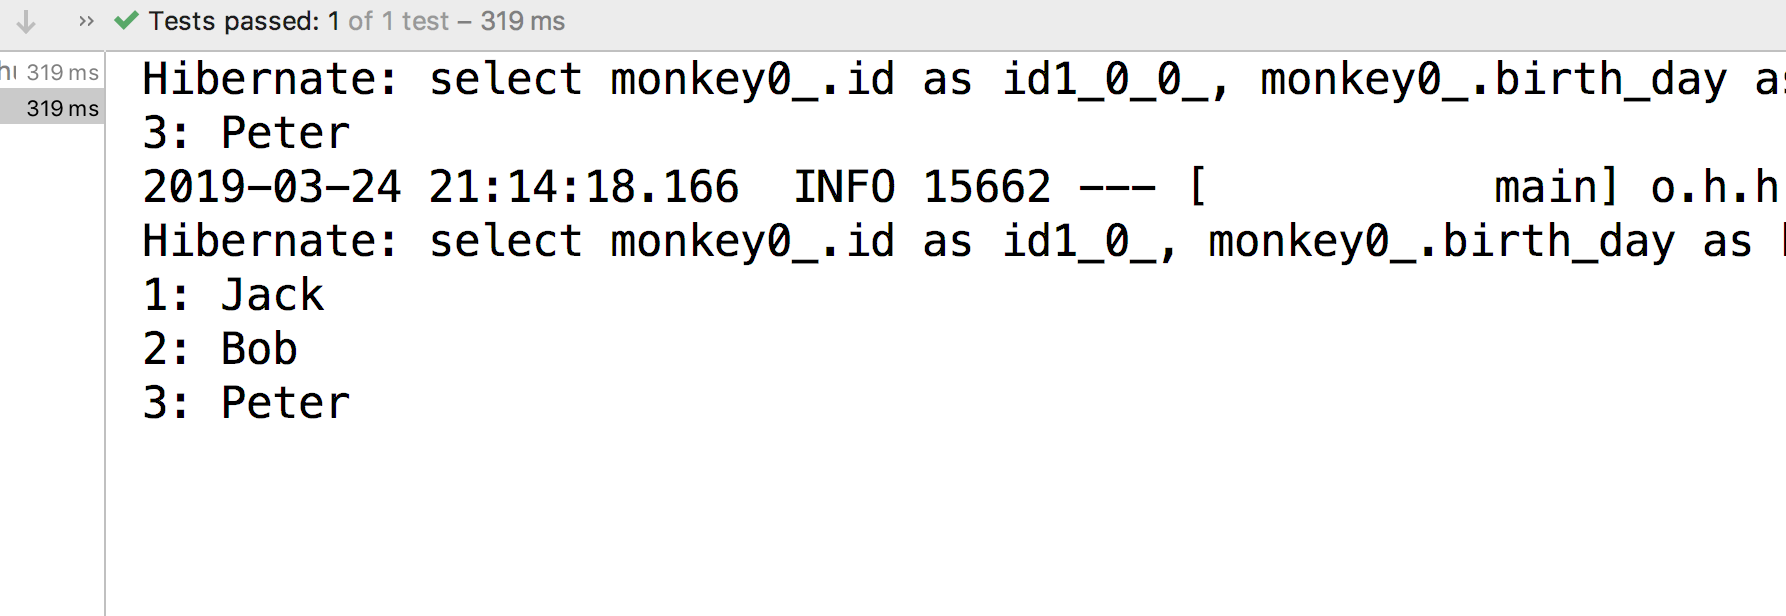 Tests passed: 1 of 1 test – 319 ms
319 ms
319 ms
Hibernate: select monkey0_.id as id1_0_0_, monkey0_.birth_day as
3: Peter
2019-03-24 21:14:18.166  INFO 15662 --- [           main] o.h.h
Hibernate: select monkey0_.id as id1_0_, monkey0_.birth_day as
1: Jack
2: Bob
3: Peter